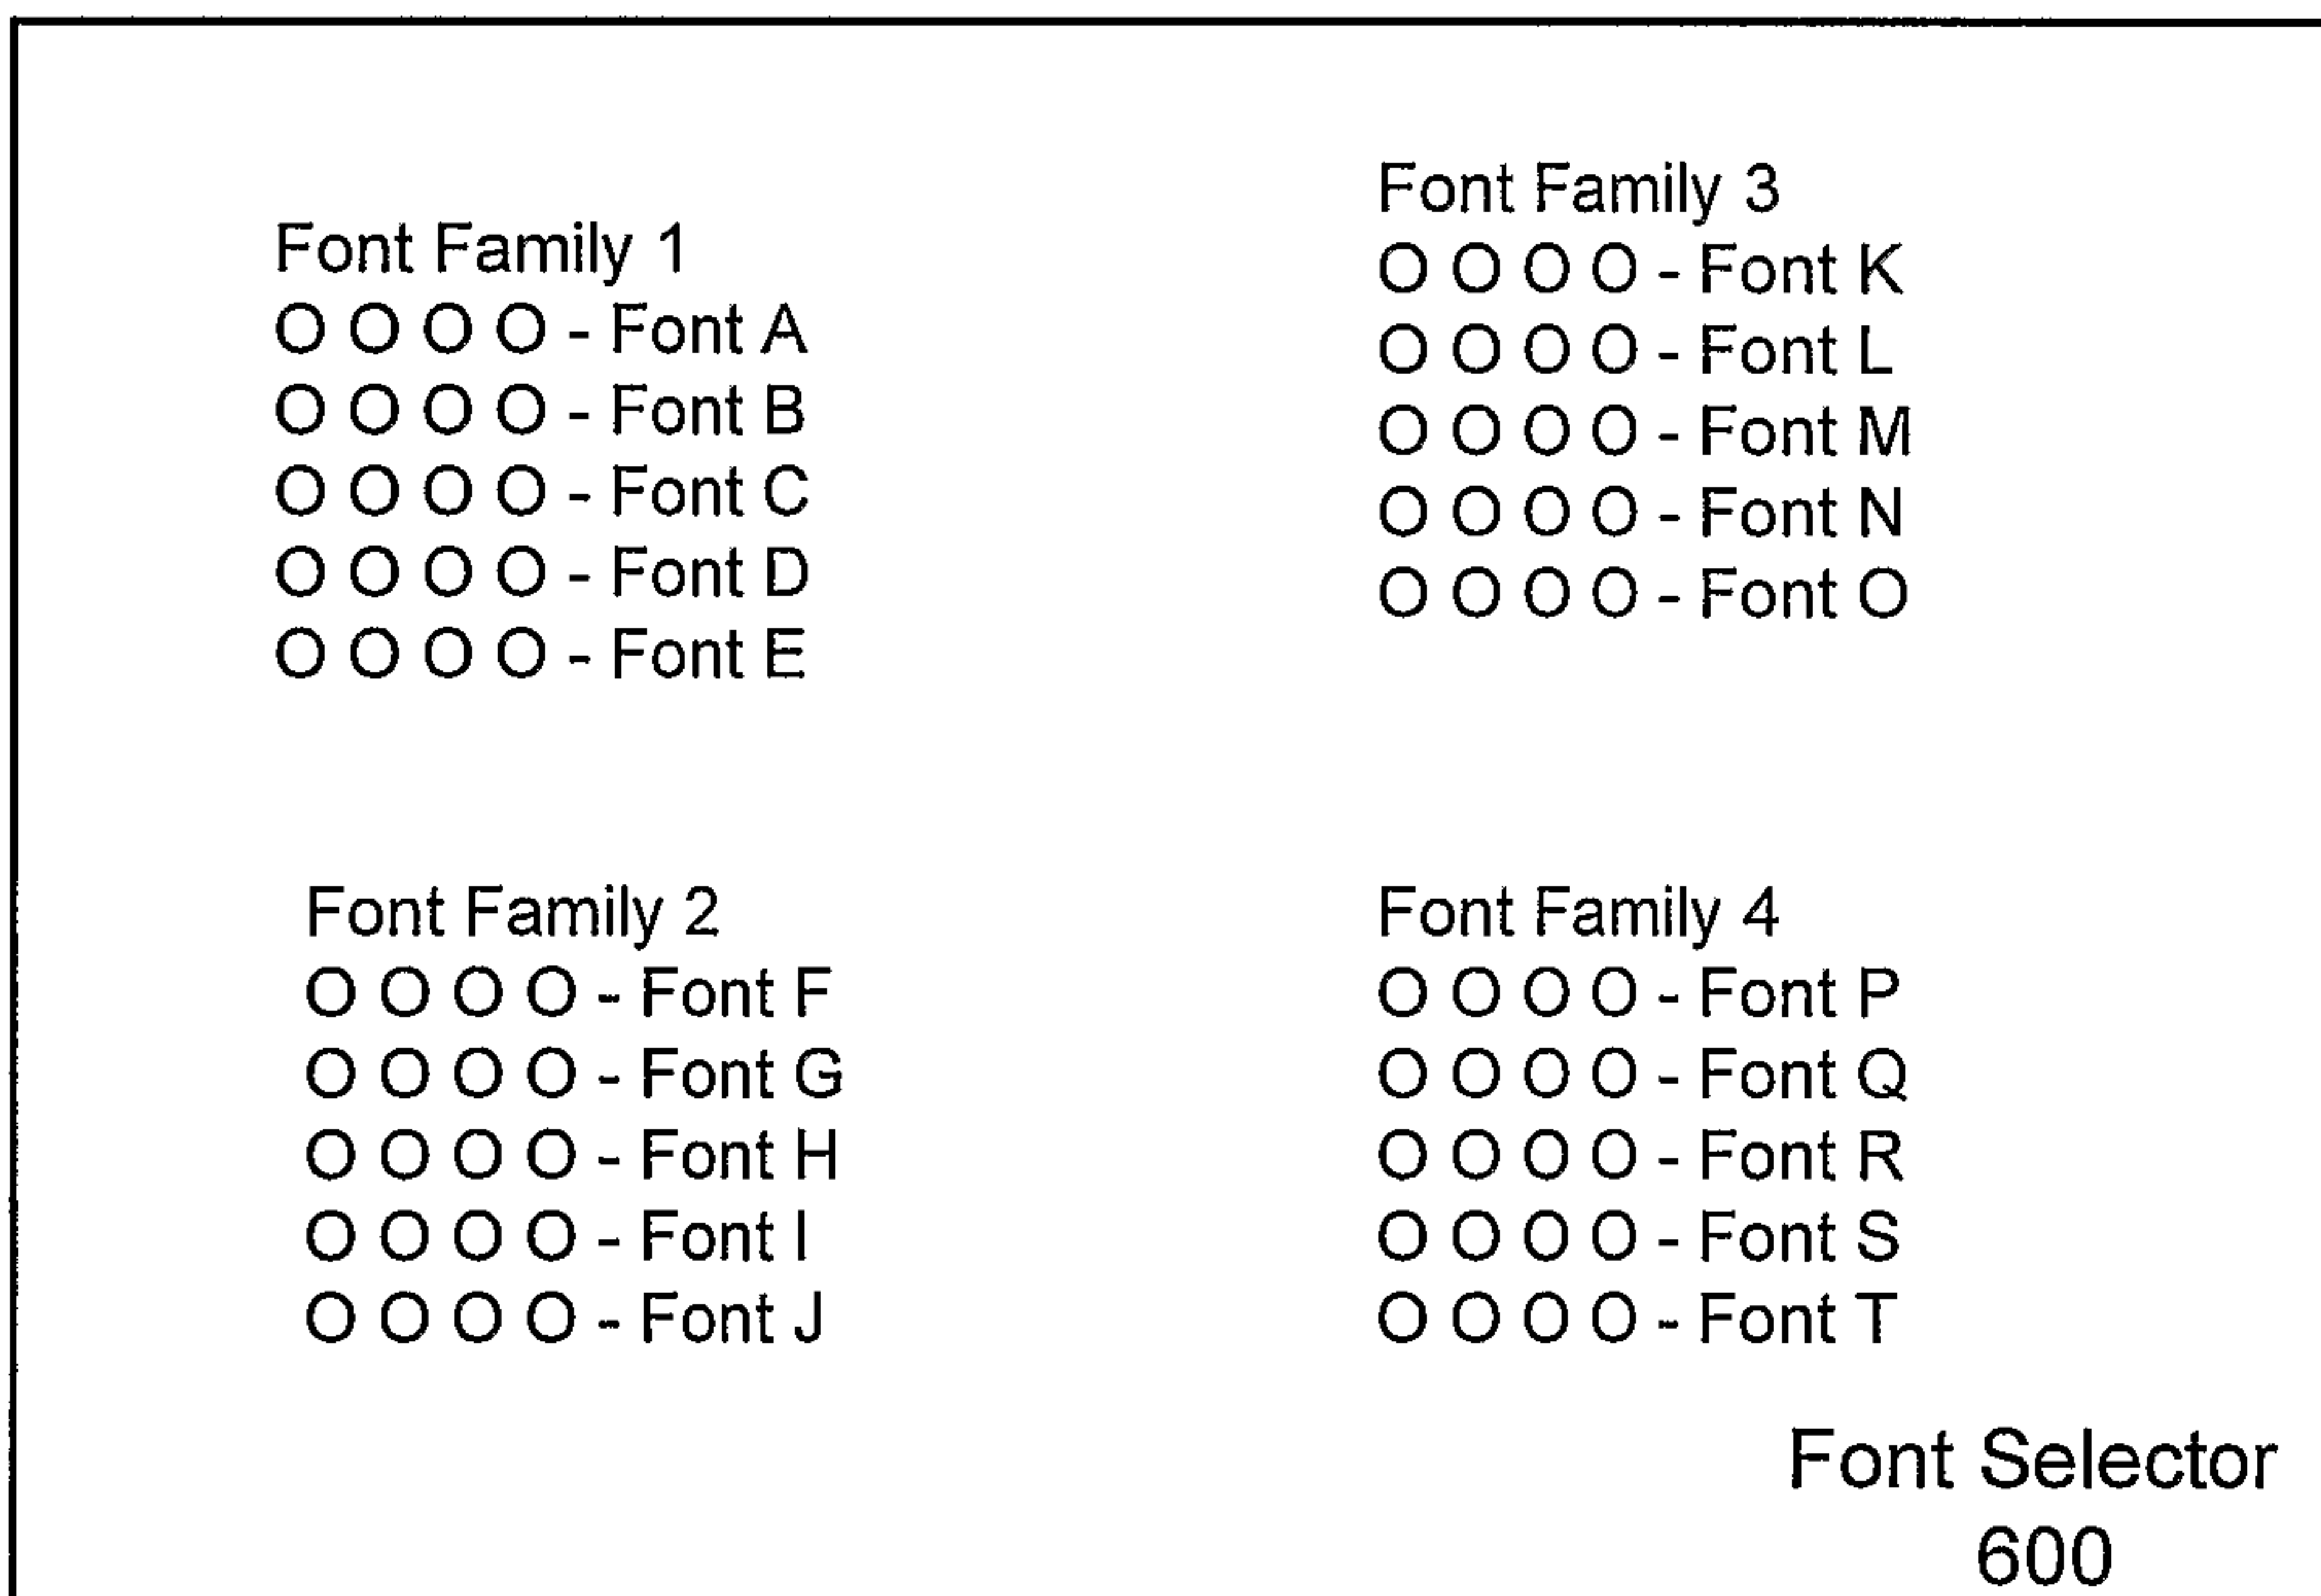 Font Family 1
O O O O - Font A
O O O O - Font B
O O O O - Font C
O O O O - Font D
O O O O - Font E
Font Family 2
O O O O - Font F
O O O O - Font G
O O O O - Font H
O O O O - Font I
O O O O - Font J
Font Family 3
O O O O - Font K
O O O O - Font L
O O O O - Font M
O O O O - Font N
O O O O - Font O
Font Family 4
O O O O - Font P
O O O O - Font Q
O O O O - Font R
O O O O - Font S
O O O O - Font T
Font Selector
600